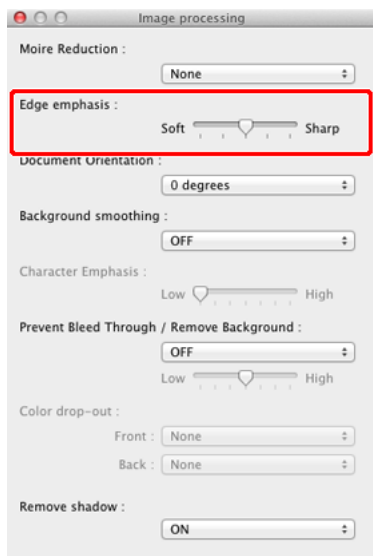 Image processing
Moire Reduction :
None
Edge emphasis :
Soft Sharp
Document Orientation :
0 degrees
Background smoothing :
OFF
Character Emphasis :
Low High
Prevent Bleed Through / Remove Background :
OFF
Low High
Color drop-out :
Front : None
Back : None
Remove shadow :
ON